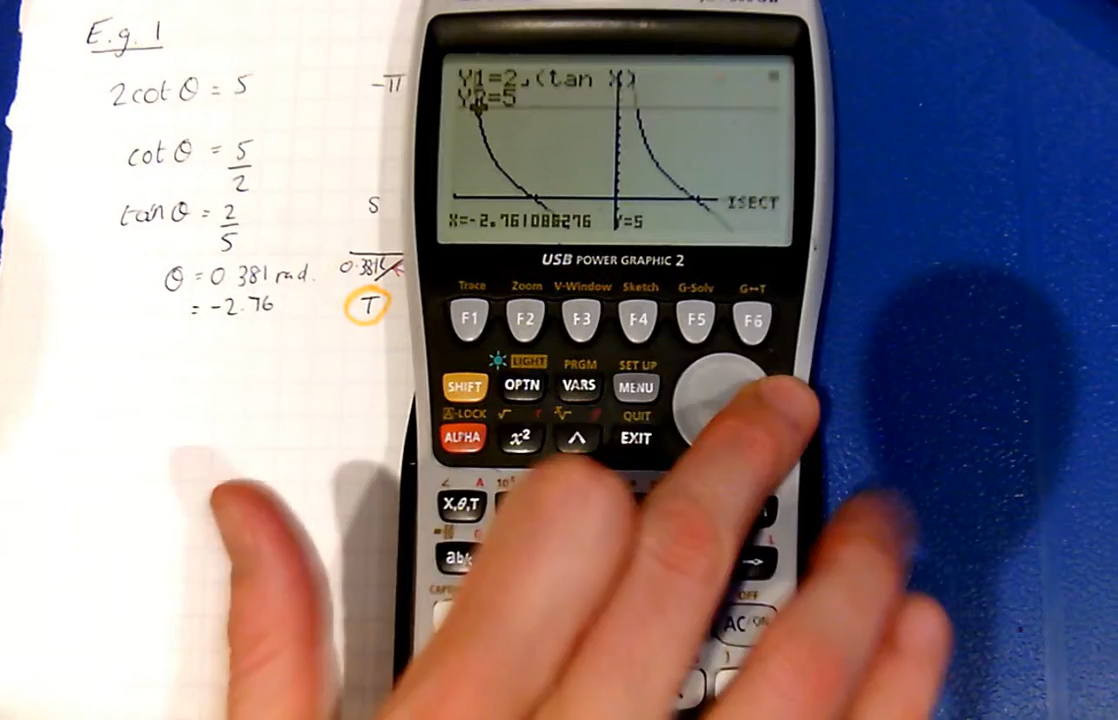 E.g. 1
2cot θ = 5
-π
cot θ = 5/2
tan θ = 2/5
S
θ = 0.381 rad.
0.381
= -2.76
T
Y1=2⌟(tan X)
Y2=5
ISECT
X=-2.761086276 Y=5
USB POWER GRAPHIC 2
Trace Zoom V-Window Sketch G-Solv G↔T
F1 F2 F3 F4 F5 F6
LIGHT PRGM SET UP
SHIFT OPTN VARS MENU
A-LOCK √ QUIT
ALPHA x² ^ EXIT
A
X,θ,T
OFF
AC/ON